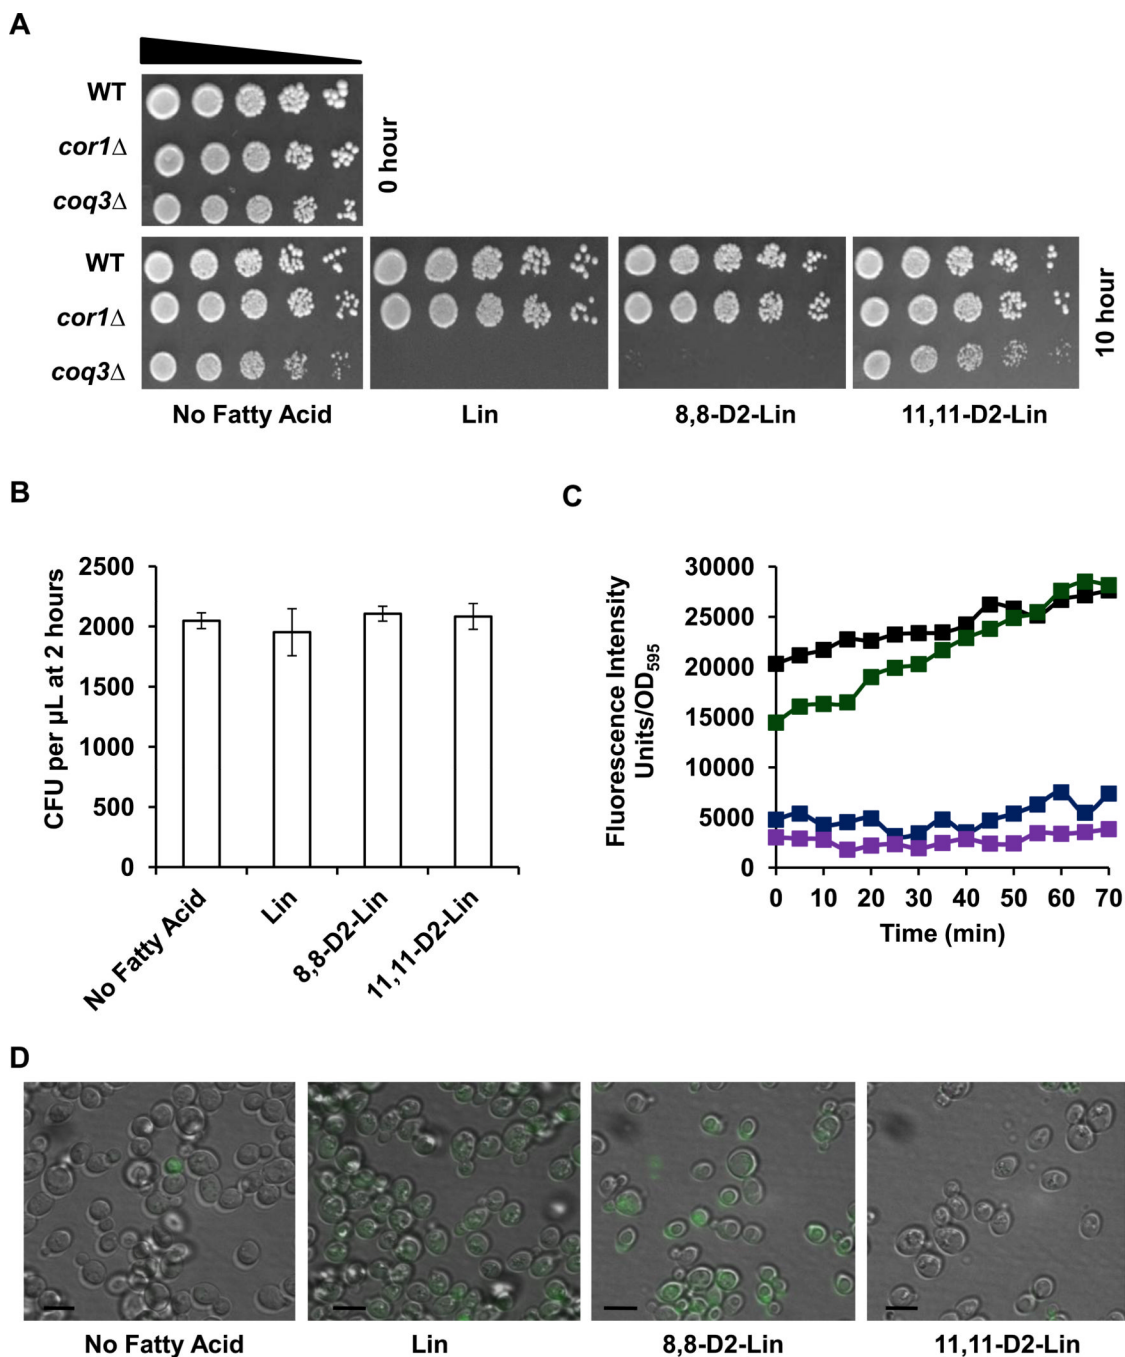 A
WT
cor1Δ
coq3Δ
0 hour
WT
cor1Δ
coq3Δ
10 hour
No Fatty Acid
Lin
8,8-D2-Lin
11,11-D2-Lin
B
CFU per µL at 2 hours
2500
2000
1500
1000
500
0
No Fatty Acid
Lin
8,8-D2-Lin
11,11-D2-Lin
C
Fluorescence Intensity
Units/OD595
30000
25000
20000
15000
10000
5000
0
0 10 20 30 40 50 60 70
Time (min)
D
No Fatty Acid
Lin
8,8-D2-Lin
11,11-D2-Lin